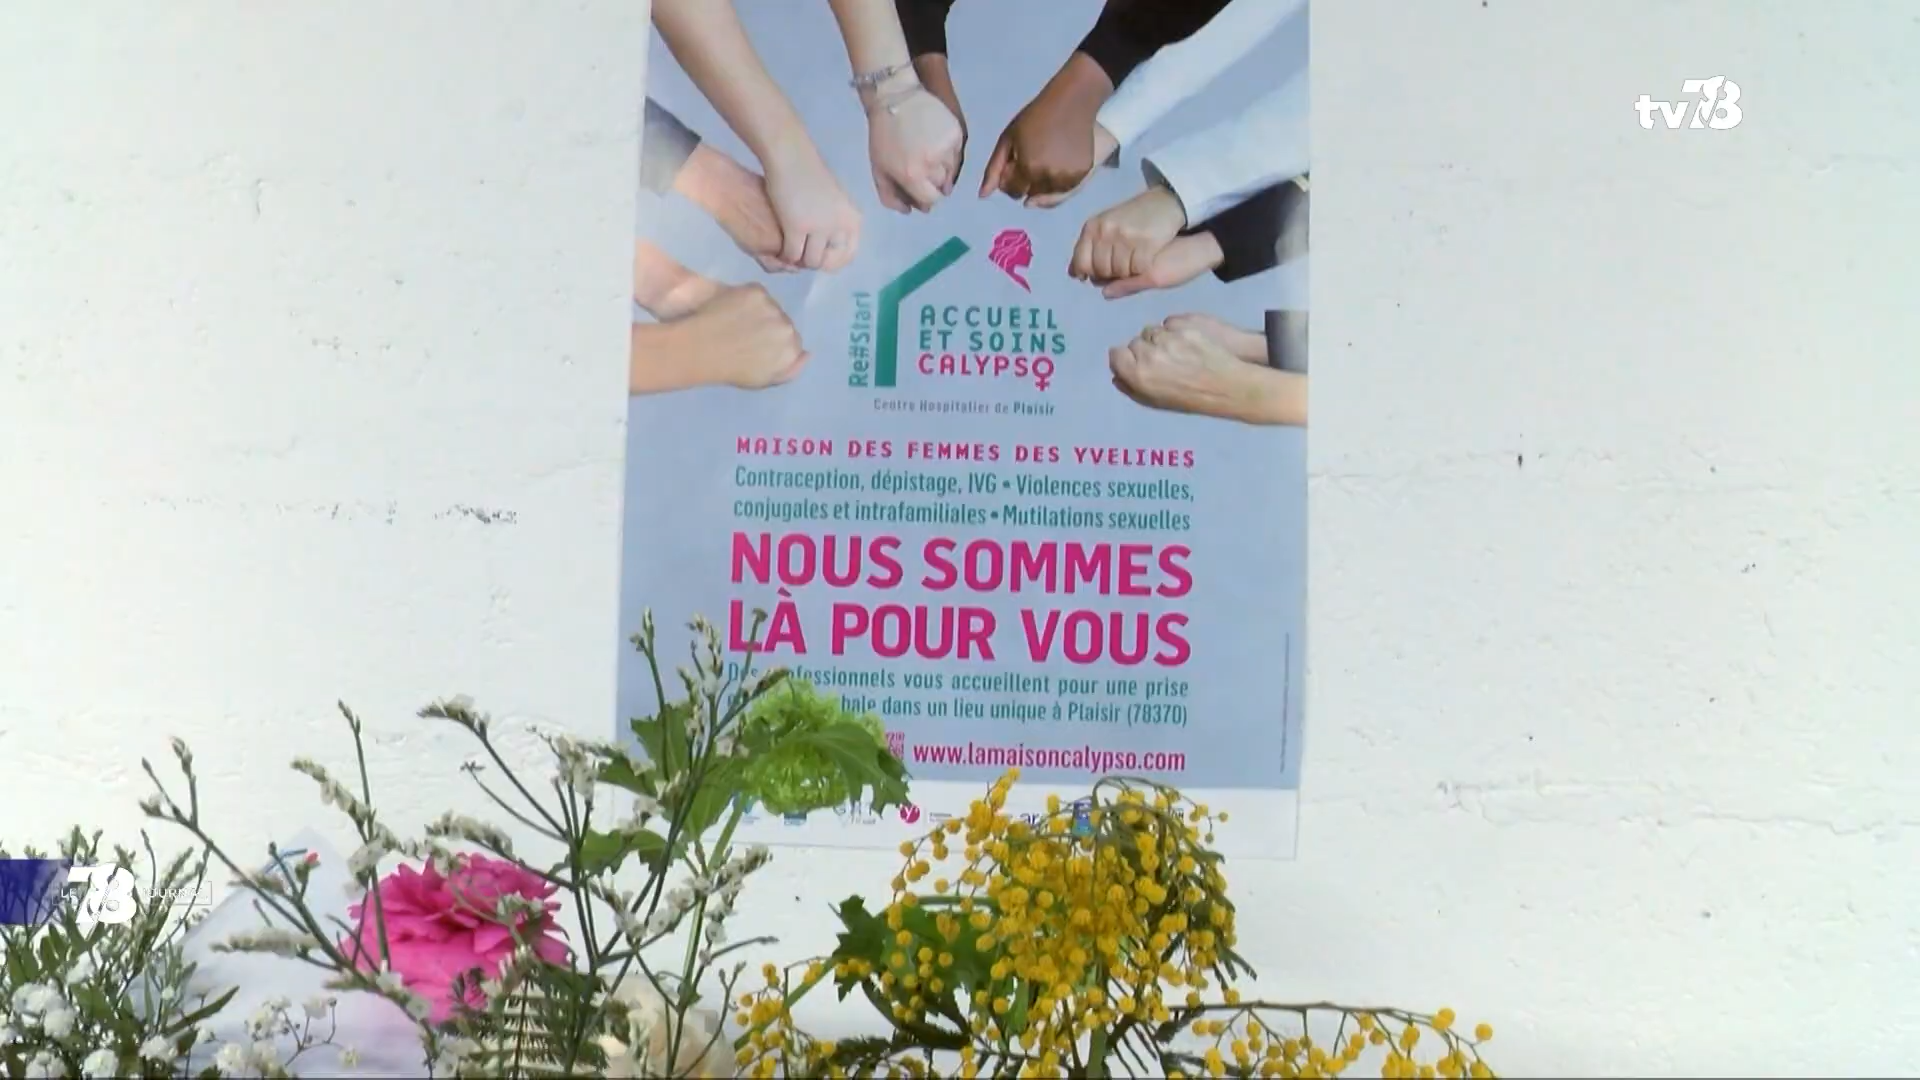 tv78
Re#Start
ACCUEIL
ET SOINS
CALYPSO
Centre Hospitalier de Plaisir
MAISON DES FEMMES DES YVELINES
Contraception, dépistage, IVG • Violences sexuelles,
conjugales et intrafamiliales • Mutilations sexuelles
NOUS SOMMES
LÀ POUR VOUS
vous accueillent pour une prise
dans un lieu unique à Plaisir (78370)
www.lamaisoncalypso.com
LE 78 JOURNAL